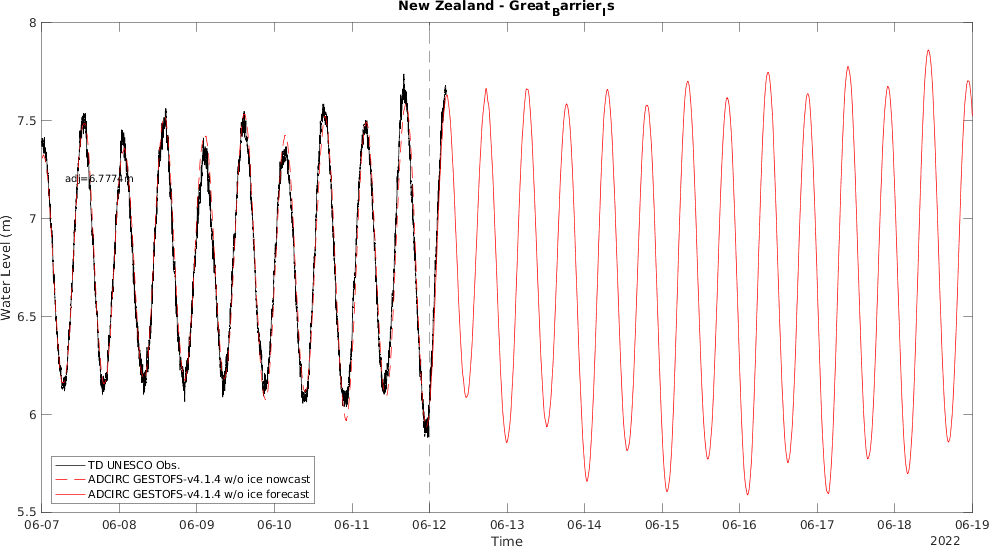 New Zealand - Great_Barrier_Is
8
7.5
7
6.5
6
5.5
Water Level (m)
adj=6.7774m
TD UNESCO Obs.
ADCIRC GESTOFS-v4.1.4 w/o ice nowcast
ADCIRC GESTOFS-v4.1.4 w/o ice forecast
06-07 06-08 06-09 06-10 06-11 06-12 06-13 06-14 06-15 06-16 06-17 06-18 06-19
Time
2022